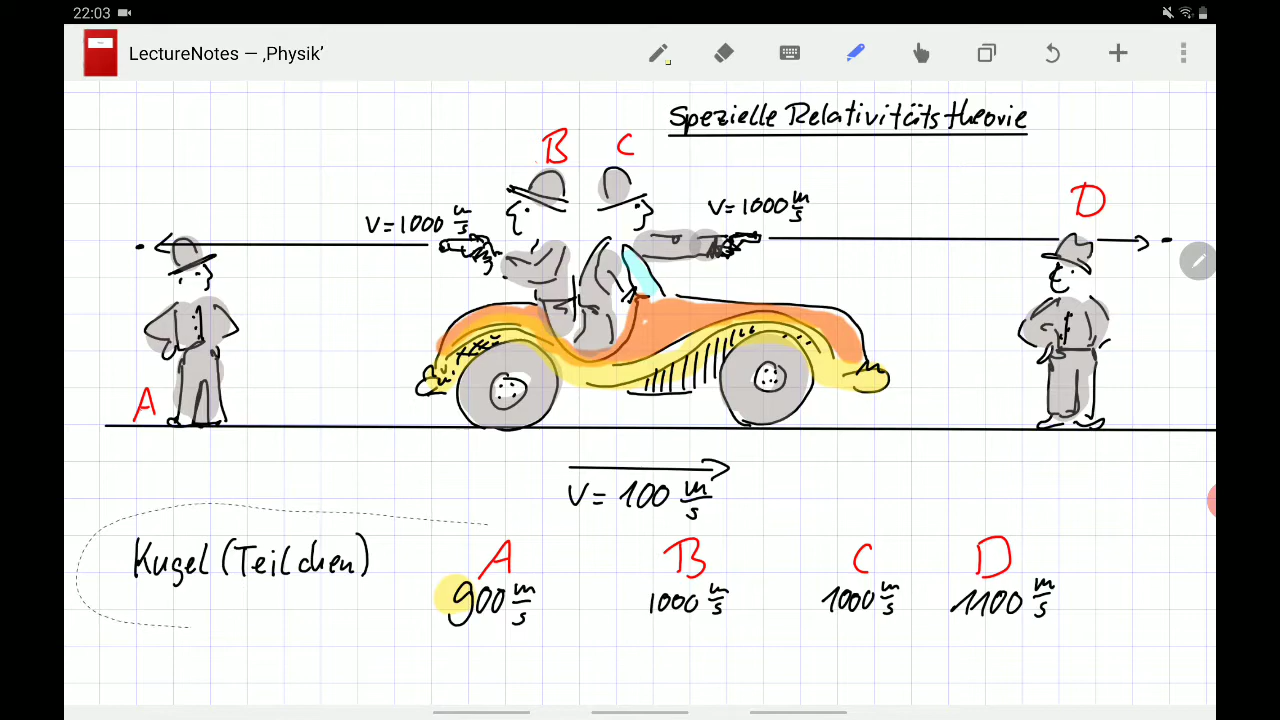 22:03
LectureNotes — ‚Physik‘
Spezielle Relativitätstheorie
B C
D
V = 1000 m/s
V = 1000 m/s
A
V = 100 m/s
Kugel (Teilchen) A B C D
900 m/s 1000 m/s 1000 m/s 1100 m/s